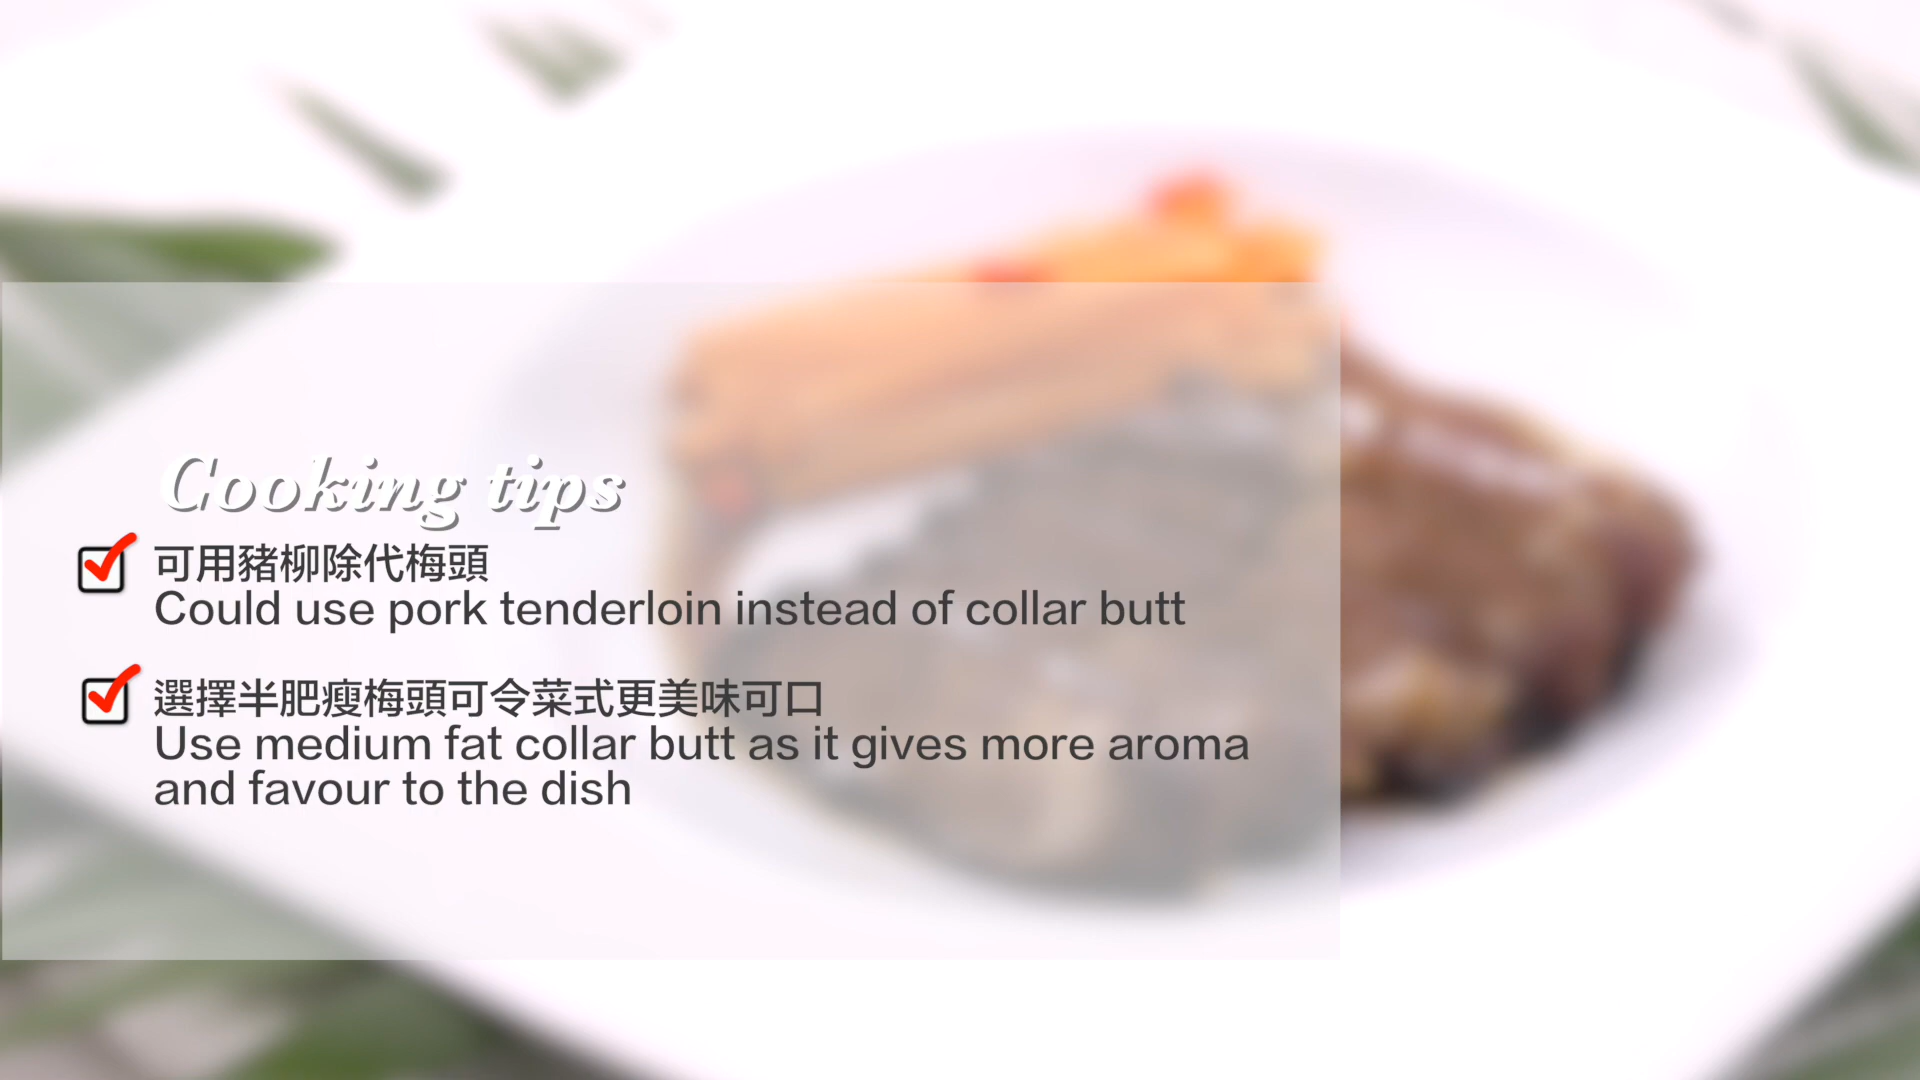 Cooking tips
可用豬柳除代梅頭
Could use pork tenderloin instead of collar butt
選擇半肥瘦梅頭可令菜式更美味可口
Use medium fat collar butt as it gives more aroma
and favour to the dish